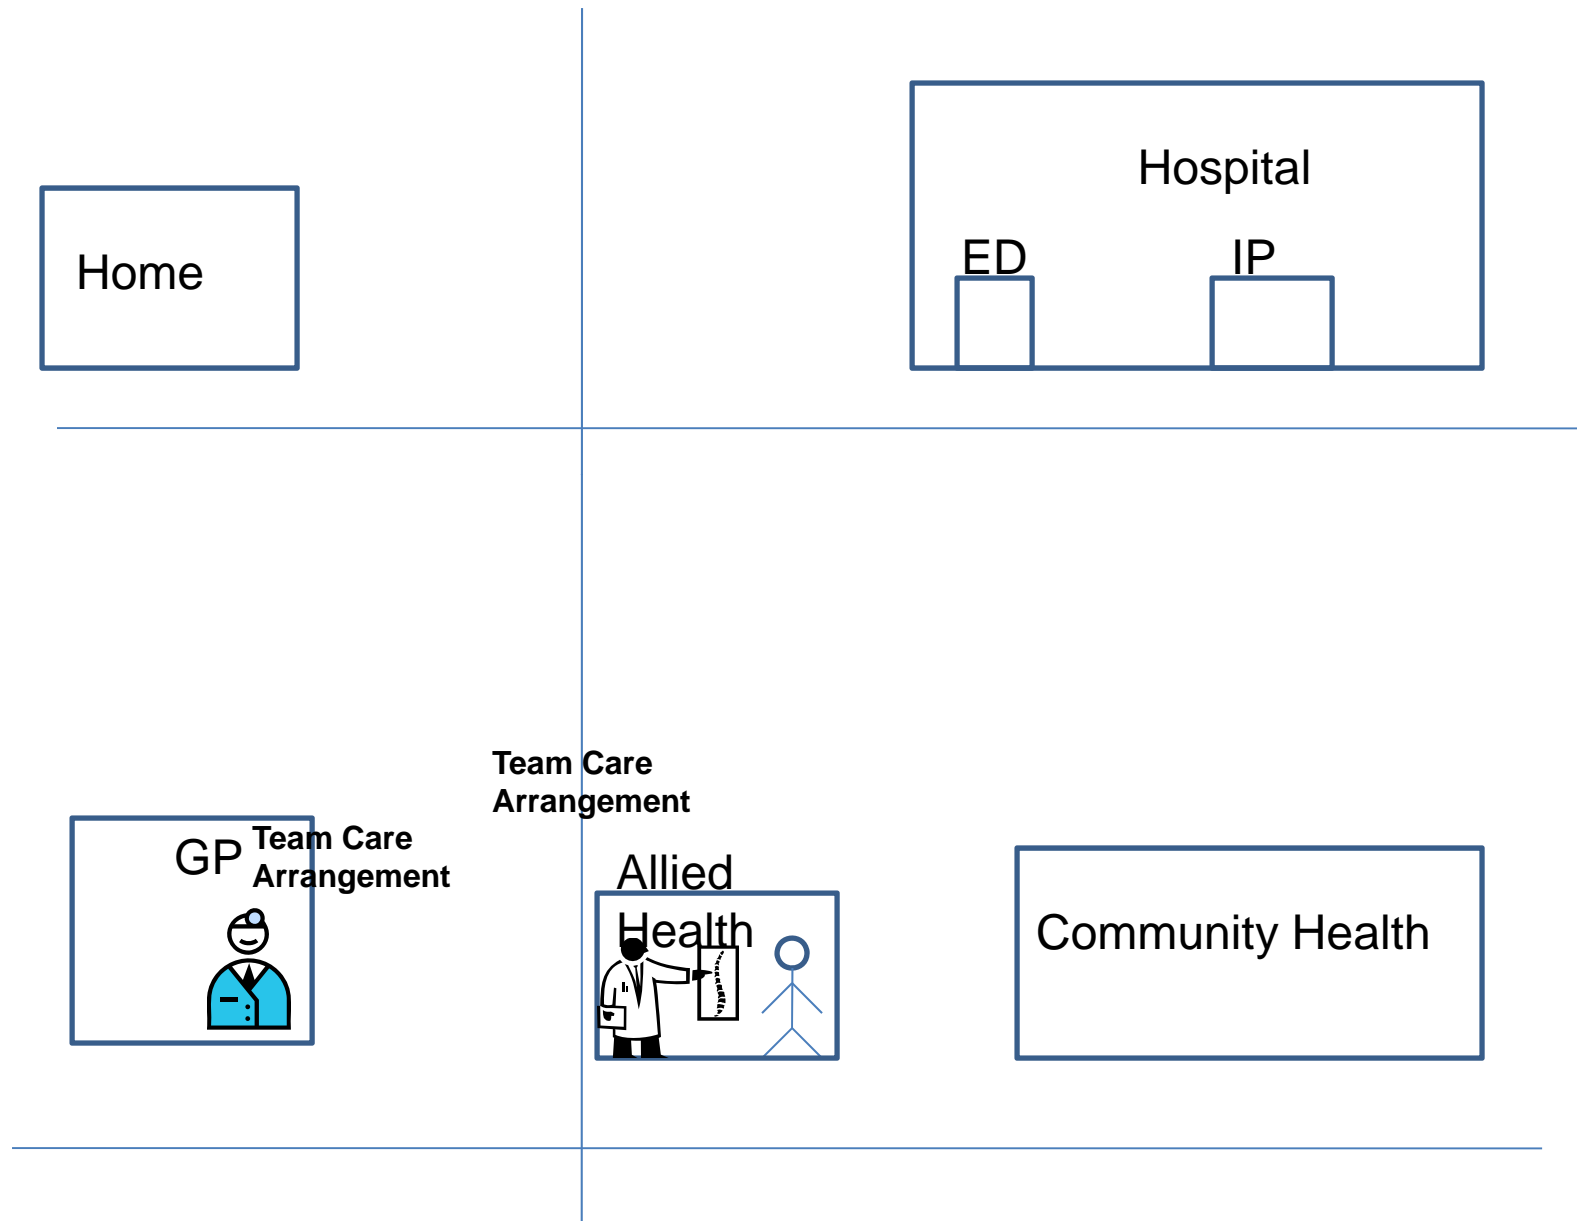 Hospital
ED
IP
Home
Team Care
Arrangement
GP
Team Care
Arrangement
Allied
Health
Community Health